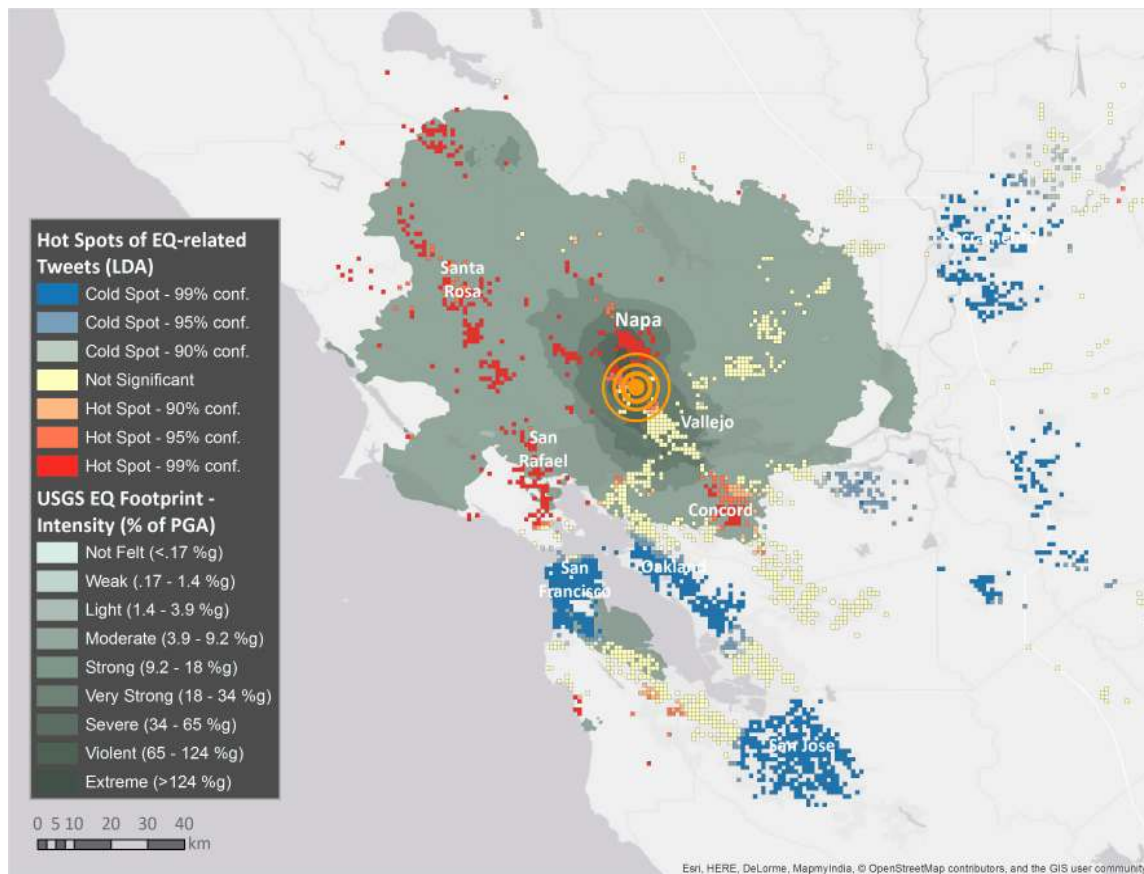 Hot Spots of EQ-related
Tweets (LDA)
Cold Spot - 99% conf.
Cold Spot - 95% conf.
Cold Spot - 90% conf.
Not Significant
Hot Spot - 90% conf.
Hot Spot - 95% conf.
Hot Spot - 99% conf.
USGS EQ Footprint -
Intensity (% of PGA)
Not Felt (<.17 %g)
Weak (.17 - 1.4 %g)
Light (1.4 - 3.9 %g)
Moderate (3.9 - 9.2 %g)
Strong (9.2 - 18 %g)
Very Strong (18 - 34 %g)
Severe (34 - 65 %g)
Violent (65 - 124 %g)
Extreme (>124 %g)
0 5 10 20 30 40
km
Sacramento
Santa
Rosa
Napa
Vallejo
San
Rafael
Concord
San
Francisco
Oakland
San Jose
Esri, HERE, DeLorme, MapmyIndia, © OpenStreetMap contributors, and the GIS user community